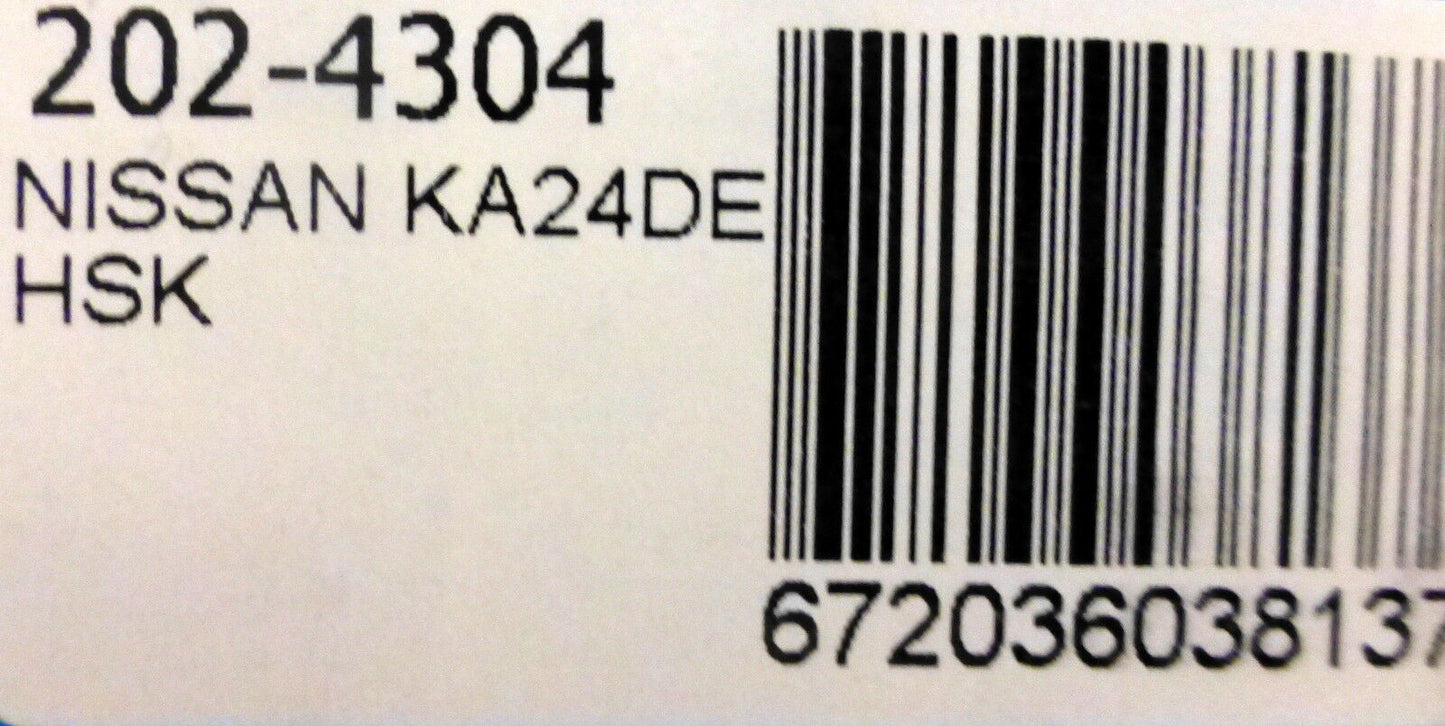 202-4304
NISSAN KA24DE
HSK
672036038137